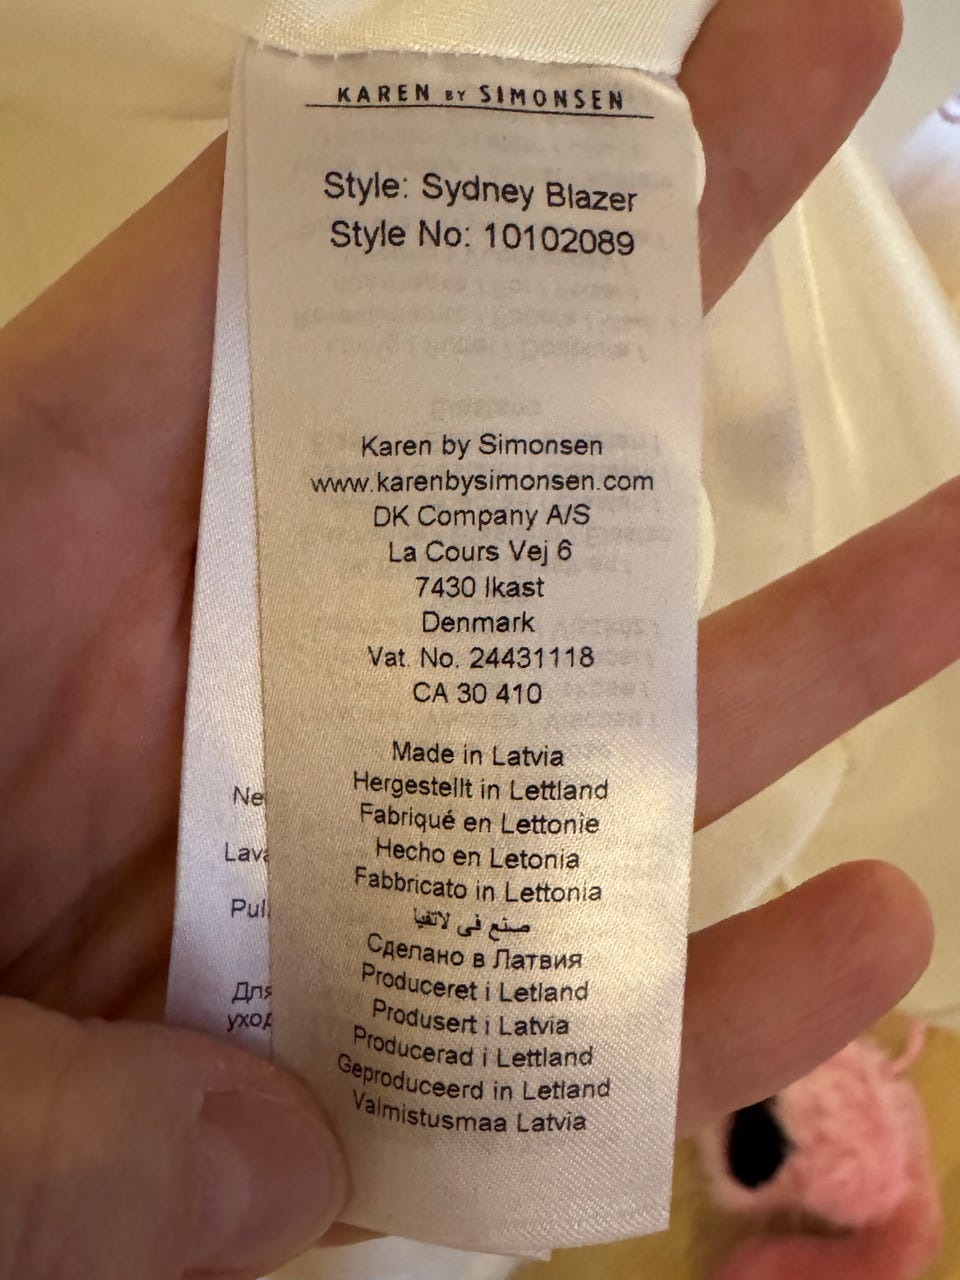 KAREN BY SIMONSEN
Style: Sydney Blazer
Style No: 10102089
Karen by Simonsen
www.karenbysimonsen.com
DK Company A/S
La Cours Vej 6
7430 Ikast
Denmark
Vat. No. 24431118
CA 30 410
Made in Latvia
Hergestellt in Lettland
Fabriqué en Lettonie
Hecho en Letonia
Fabbricato in Lettonia
صنع في لاتفيا
Сделано в Латвия
Produceret i Letland
Produsert i Latvia
Producerad i Lettland
Geproduceerd in Letland
Valmistusmaa Latvia
Для